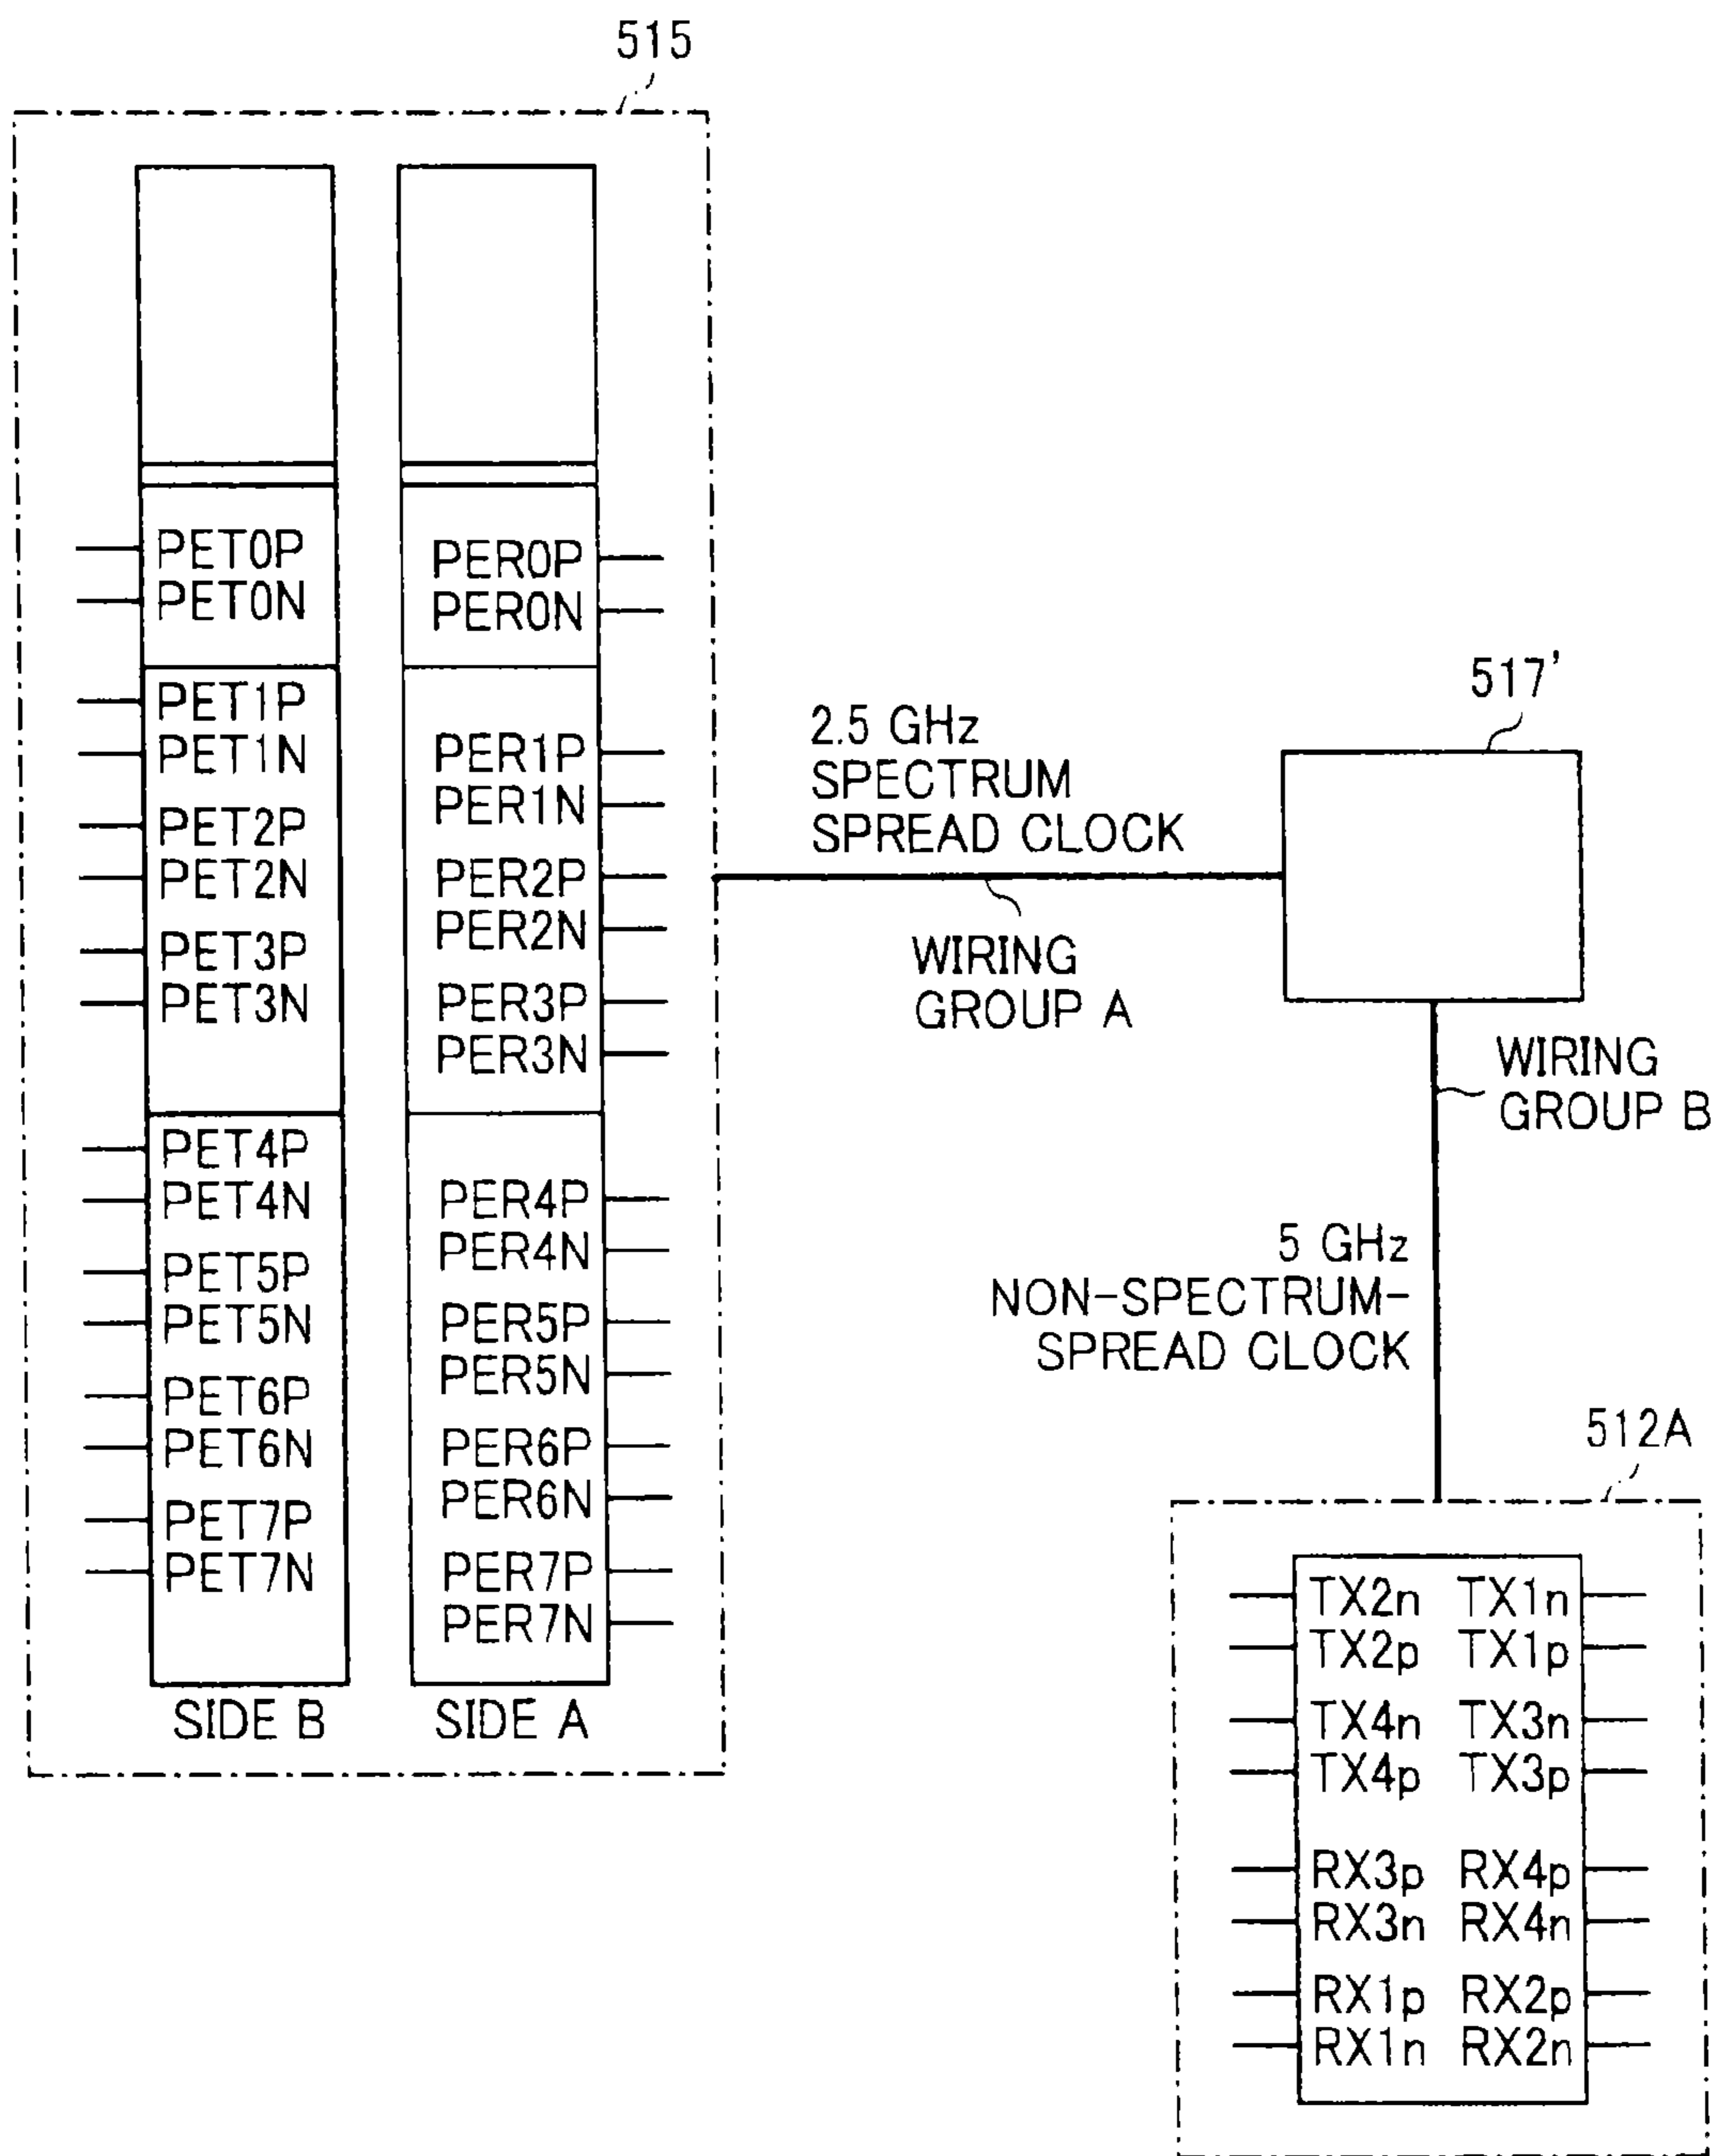 515
PET0P
PET0N
PET1P
PET1N
PET2P
PET2N
PET3P
PET3N
PET4P
PET4N
PET5P
PET5N
PET6P
PET6N
PET7P
PET7N
SIDE B
PER0P
PER0N
PER1P
PER1N
PER2P
PER2N
PER3P
PER3N
PER4P
PER4N
PER5P
PER5N
PER6P
PER6N
PER7P
PER7N
SIDE A
2.5 GHz
SPECTRUM
SPREAD CLOCK
WIRING
GROUP A
517'
WIRING
GROUP B
5 GHz
NON-SPECTRUM-
SPREAD CLOCK
512A
TX2n TX1n
TX2p TX1p
TX4n TX3n
TX4p TX3p
RX3p RX4p
RX3n RX4n
RX1p RX2p
RX1n RX2n